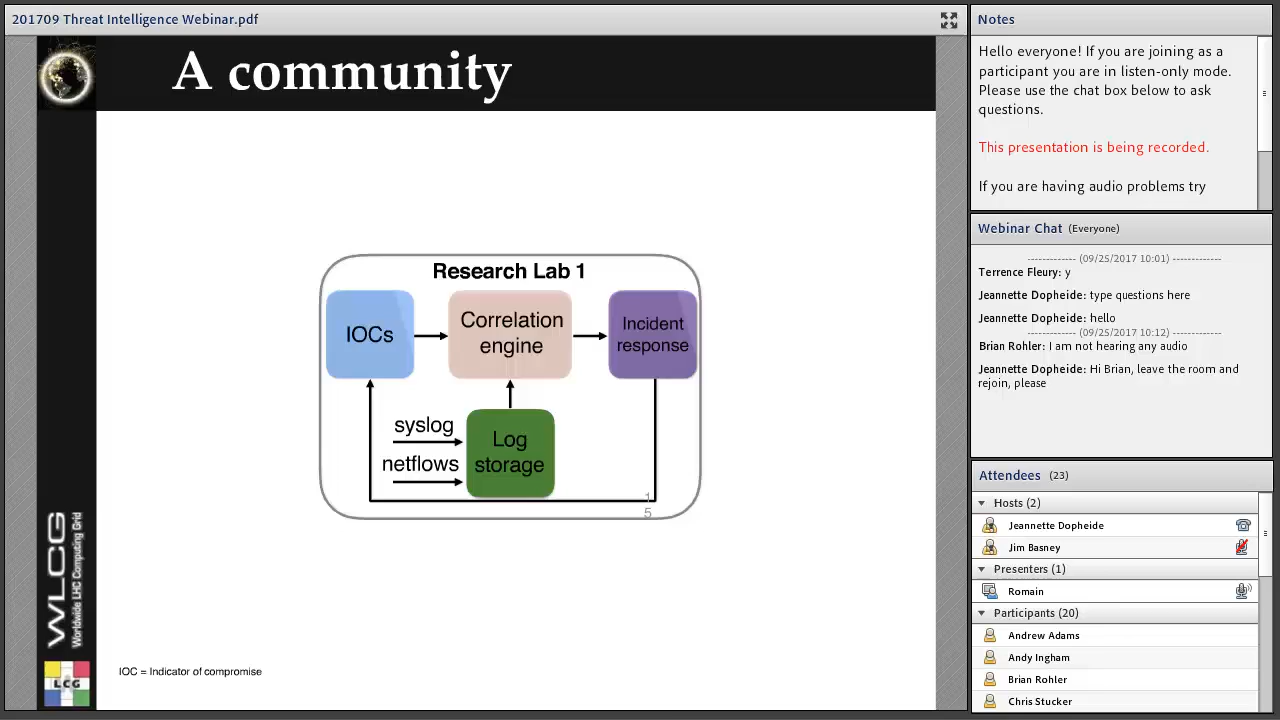 201709 Threat Intelligence Webinar.pdf
A community
Research Lab 1
IOCs
Correlation
engine
Incident
response
syslog
netflows
Log
storage
1
5
IOC = Indicator of compromise
WLCG
Worldwide LHC Computing Grid
LCG
Notes
Hello everyone! If you are joining as a
participant you are in listen-only mode.
Please use the chat box below to ask
questions.
This presentation is being recorded.
If you are having audio problems try
Webinar Chat (Everyone)
------------ (09/25/2017 10:01) ------------
Terrence Fleury: y
Jeannette Dopheide: type questions here
Jeannette Dopheide: hello
------------ (09/25/2017 10:12) ------------
Brian Rohler: I am not hearing any audio
Jeannette Dopheide: Hi Brian, leave the room and
rejoin, please
Attendees (23)
Hosts (2)
Jeannette Dopheide
Jim Basney
Presenters (1)
Romain
Participants (20)
Andrew Adams
Andy Ingham
Brian Rohler
Chris Stucker